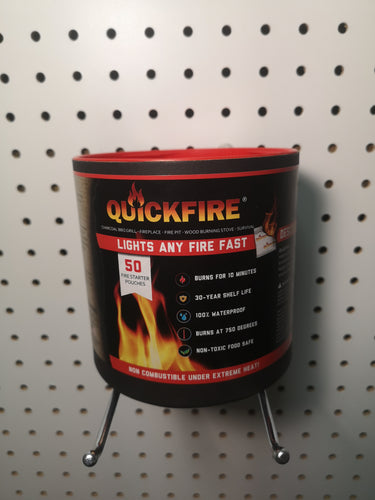 QUICKFIRE®
CHARCOAL BBQ GRILL · FIREPLACE · FIRE PIT · WOOD BURNING STOVE · SURVIVAL
LIGHTS ANY FIRE FAST
50
FIRE STARTER
POUCHES
BURNS FOR 10 MINUTES
30-YEAR SHELF LIFE
100% WATERPROOF
BURNS AT 750 DEGREES
NON-TOXIC FOOD SAFE
NON COMBUSTIBLE UNDER EXTREME HEAT!